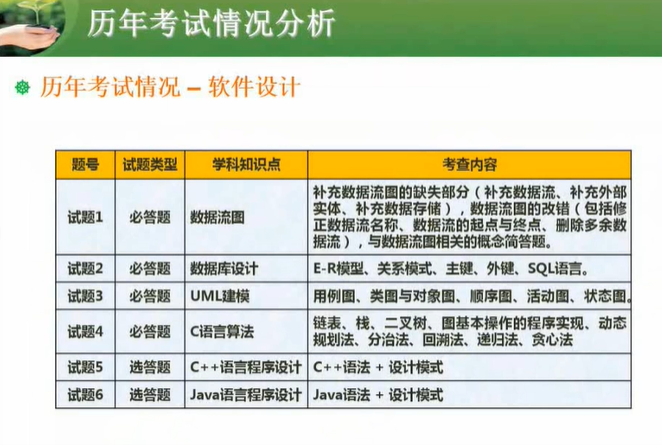 历年考试情况分析
历年考试情况 – 软件设计
题号 试题类型 学科知识点 考查内容
试题1 必答题 数据流图 补充数据流图的缺失部分（补充数据流、补充外部
实体、补充数据存储），数据流图的改错（包括修
正数据流名称、数据流的起点与终点、删除多余数
据流），与数据流图相关的概念简答题。
试题2 必答题 数据库设计 E-R模型、关系模式、主键、外键、SQL语言。
试题3 必答题 UML建模 用例图、类图与对象图、顺序图、活动图、状态图。
试题4 必答题 C语言算法 链表、栈、二叉树、图基本操作的程序实现、动态
规划法、分治法、回溯法、递归法、贪心法
试题5 选答题 C++语言程序设计 C++语法 + 设计模式
试题6 选答题 Java语言程序设计 Java语法 + 设计模式